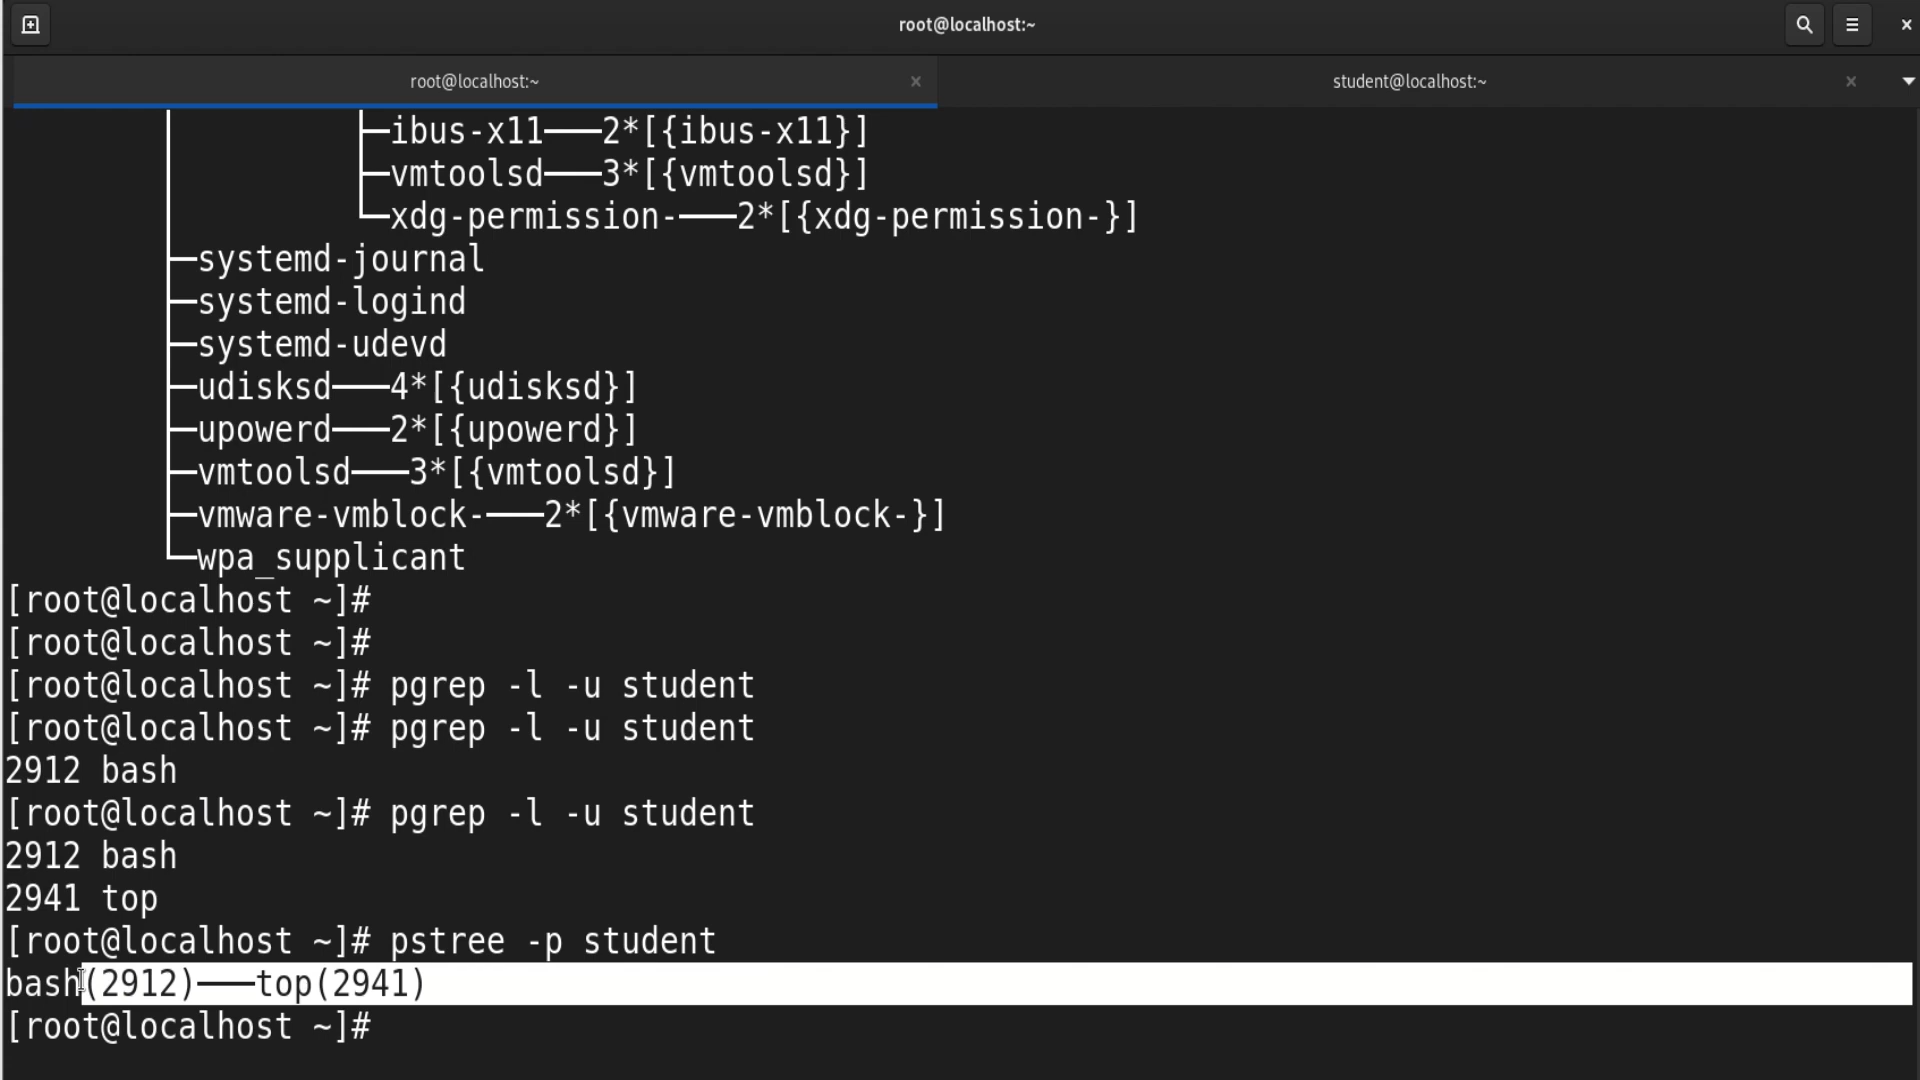 root@localhost:~
root@localhost:~
student@localhost:~
├─ibus-x11───2*[{ibus-x11}]
├─vmtoolsd───3*[{vmtoolsd}]
└─xdg-permission-───2*[{xdg-permission-}]
├─systemd-journal
├─systemd-logind
├─systemd-udevd
├─udisksd───4*[{udisksd}]
├─upowerd───2*[{upowerd}]
├─vmtoolsd───3*[{vmtoolsd}]
├─vmware-vmblock-───2*[{vmware-vmblock-}]
└─wpa_supplicant
[root@localhost ~]#
[root@localhost ~]#
[root@localhost ~]# pgrep -l -u student
[root@localhost ~]# pgrep -l -u student
2912 bash
[root@localhost ~]# pgrep -l -u student
2912 bash
2941 top
[root@localhost ~]# pstree -p student
bash(2912)───top(2941)
[root@localhost ~]#